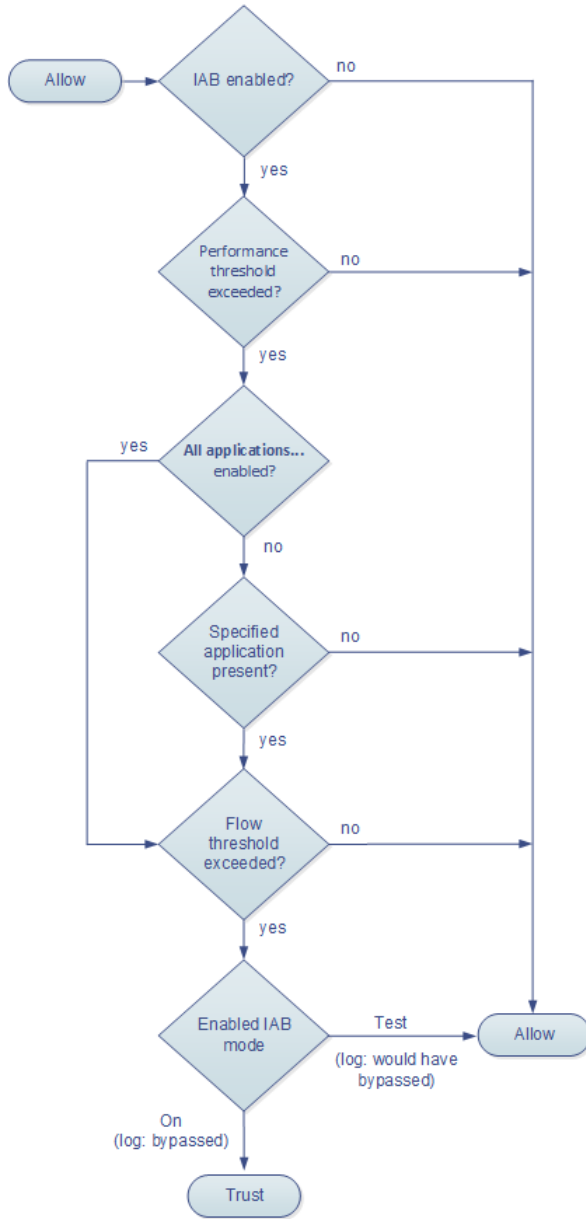 Allow
IAB enabled?
no
yes
Performance
threshold
exceeded?
no
yes
All applications...
enabled?
yes
no
Specified
application
present?
no
yes
Flow
threshold
exceeded?
no
yes
Enabled IAB
mode
Test
(log: would have
bypassed)
Allow
On
(log: bypassed)
Trust